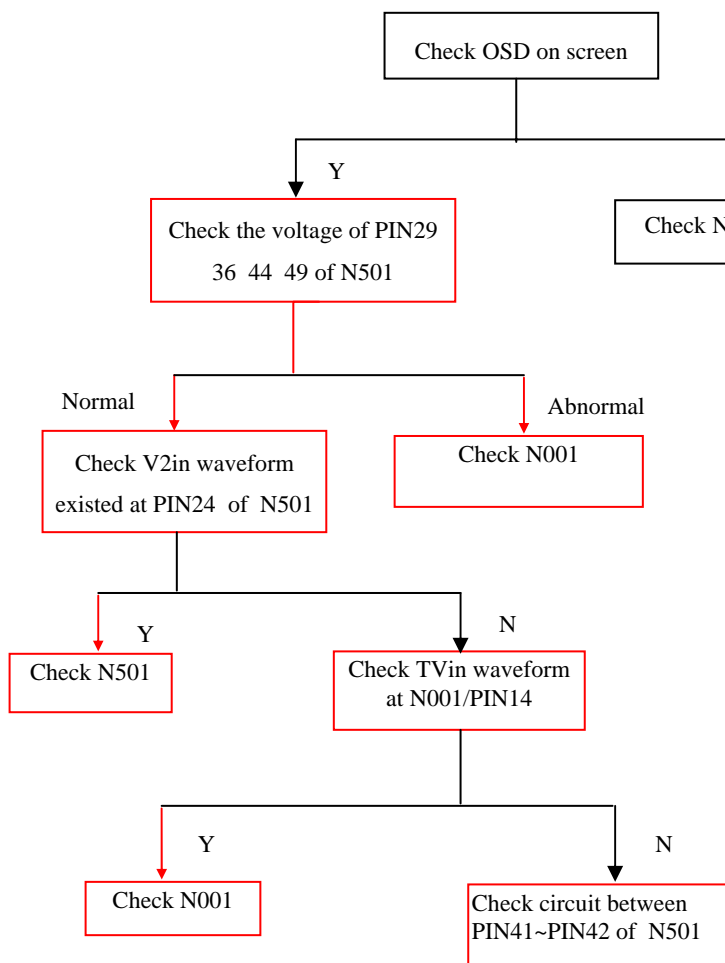 Check OSD on screen
Y
Check the voltage of PIN29
36 44 49 of N501
Check N
Normal
Abnormal
Check V2in waveform
existed at PIN24 of N501
Check N001
Y
N
Check N501
Check TVin waveform
at N001/PIN14
Y
N
Check N001
Check circuit between
PIN41~PIN42 of N501